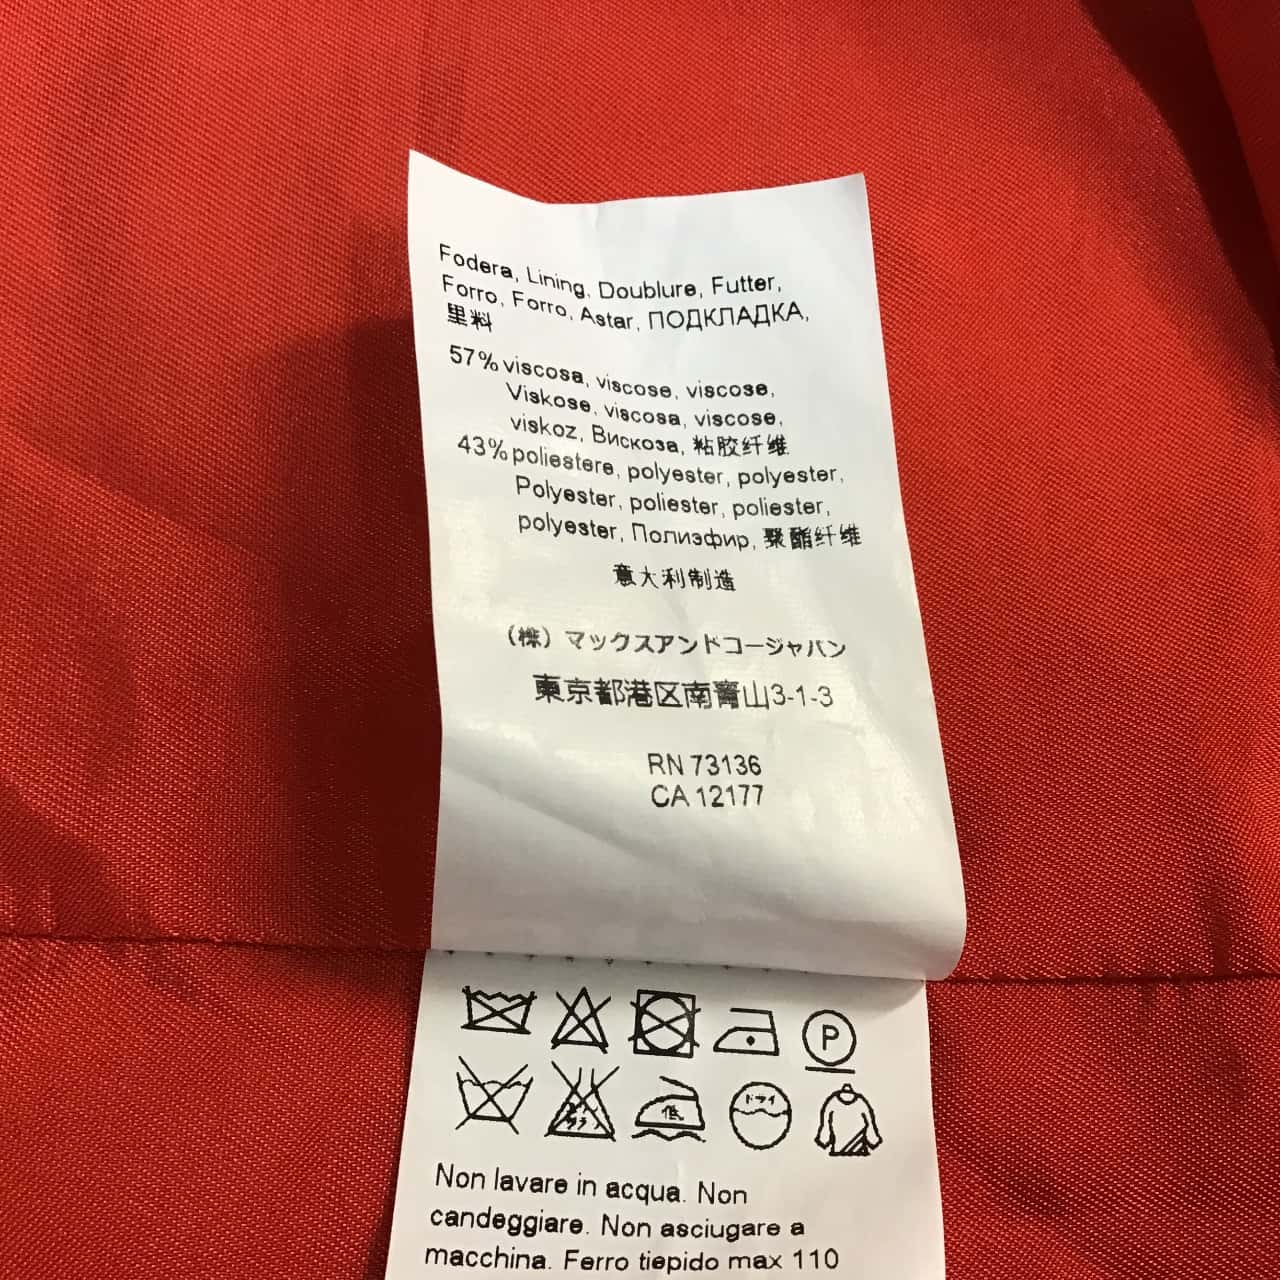 Fodera, Lining, Doublure, Futter,
Forro, Forro, Astar, ПОДКЛАДКА,
里料
57% viscosa, viscose, viscose,
Viskose, viscosa, viscose,
viskoz, Вискоза, 粘胶纤维
43% poliestere, polyester, polyester,
Polyester, poliester, poliester,
polyester, Полиэфир, 聚酯纤维
意大利制造
(株) マックスアンドコージャパン
東京都港区南青山3-1-3
RN 73136
CA 12177
P
低 ドライ
Non lavare in acqua. Non
candeggiare. Non asciugare a
macchina. Ferro tiepido max 110